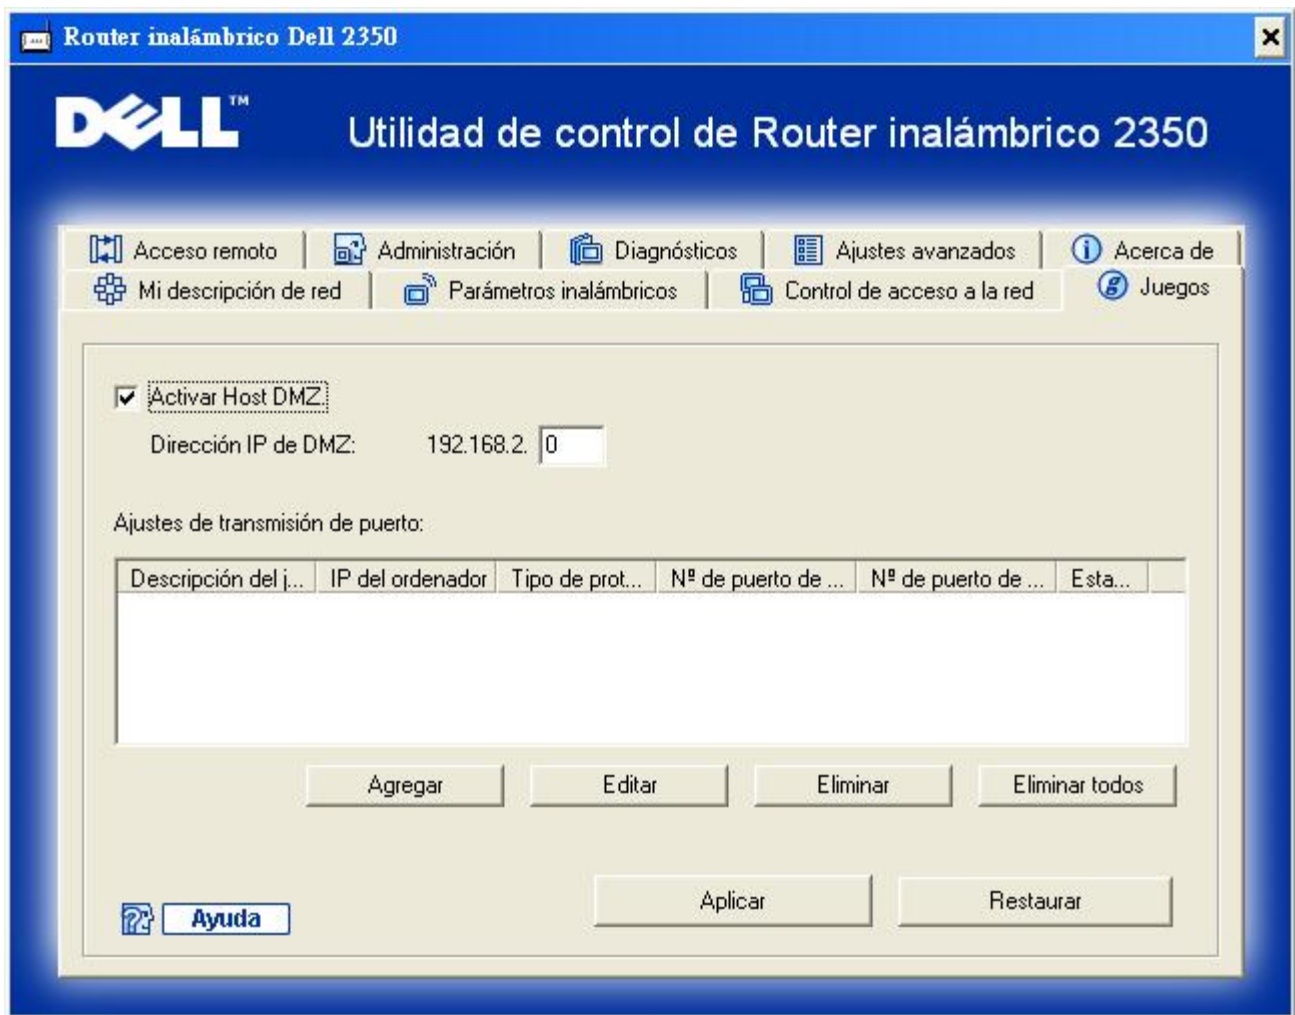 Router inalámbrico Dell 2350
DELL™
Utilidad de control de Router inalámbrico 2350
Acceso remoto
Administración
Diagnósticos
Ajustes avanzados
Acerca de
Mi descripción de red
Parámetros inalámbricos
Control de acceso a la red
Juegos
Activar Host DMZ.
Dirección IP de DMZ: 192.168.2. 0
Ajustes de transmisión de puerto:
Descripción del j... IP del ordenador Tipo de prot... Nº de puerto de ... Nº de puerto de ... Esta...
Agregar Editar Eliminar Eliminar todos
Aplicar Restaurar
Ayuda